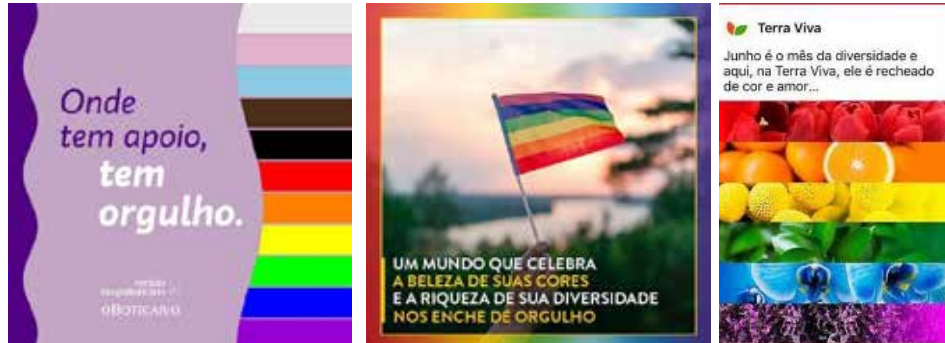 Onde
tem apoio,
tem
orgulho.
UM MUNDO QUE CELEBRA
A BELEZA DE SUAS CORES
E A RIQUEZA DE SUA DIVERSIDADE
NOS ENCHE DE ORGULHO
Terra Viva
Junho é o mês da diversidade e
aqui, na Terra Viva, ele é recheado
de cor e amor...